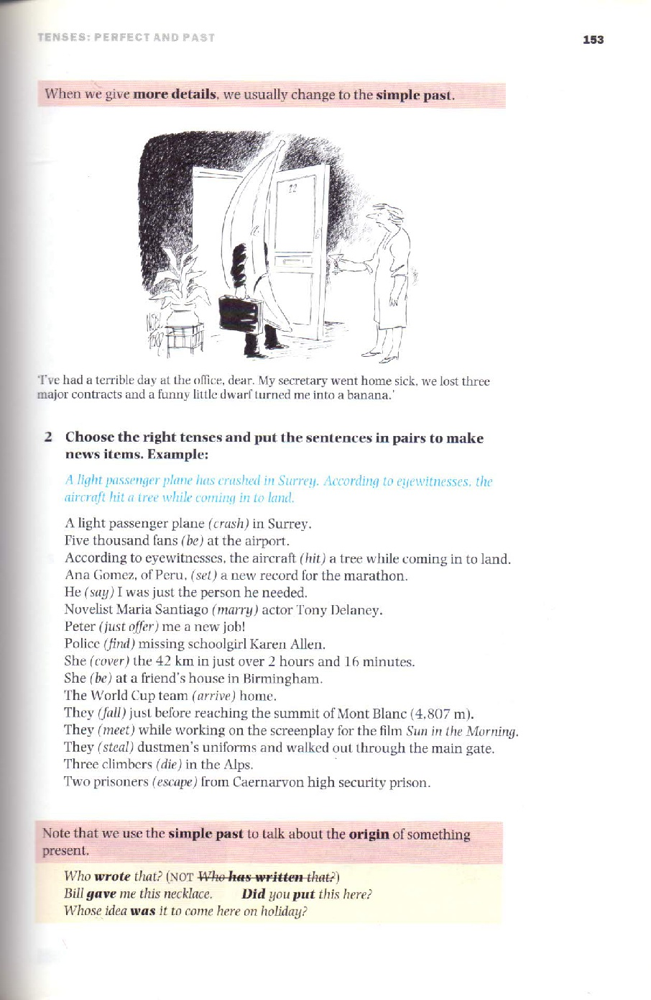 TENSES: PERFECT AND PAST
153
When we give more details, we usually change to the simple past.
22
'I've had a terrible day at the office, dear. My secretary went home sick, we lost three
major contracts and a funny little dwarf turned me into a banana.'
2 Choose the right tenses and put the sentences in pairs to make
news items. Example:
A light passenger plane has crashed in Surrey. According to eyewitnesses, the
aircraft hit a tree while coming in to land.
A light passenger plane (crash) in Surrey.
Five thousand fans (be) at the airport.
According to eyewitnesses, the aircraft (hit) a tree while coming in to land.
Ana Gomez, of Peru, (set) a new record for the marathon.
He (say) I was just the person he needed.
Novelist Maria Santiago (marry) actor Tony Delaney.
Peter (just offer) me a new job!
Police (find) missing schoolgirl Karen Allen.
She (cover) the 42 km in just over 2 hours and 16 minutes.
She (be) at a friend's house in Birmingham.
The World Cup team (arrive) home.
They (fall) just before reaching the summit of Mont Blanc (4,807 m).
They (meet) while working on the screenplay for the film Sun in the Morning.
They (steal) dustmen's uniforms and walked out through the main gate.
Three climbers (die) in the Alps.
Two prisoners (escape) from Caernarvon high security prison.
Note that we use the simple past to talk about the origin of something
present.
Who wrote that? (NOT Who has written that?)
Bill gave me this necklace. Did you put this here?
Whose idea was it to come here on holiday?